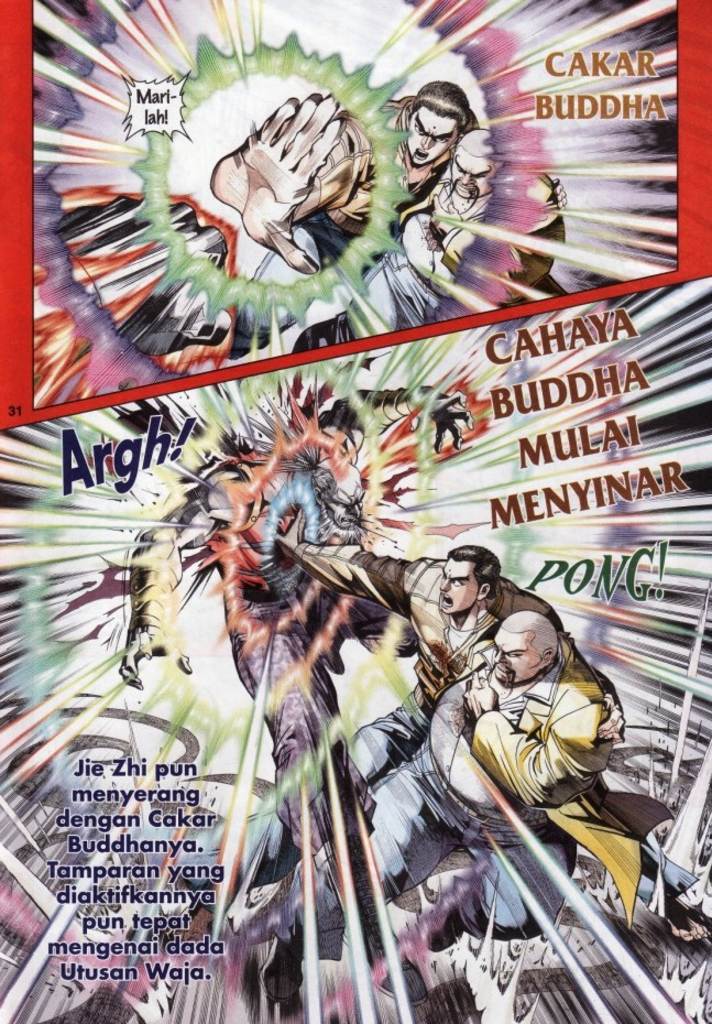 Mari-
lah!
CAKAR
BUDDHA
CAHAYA
BUDDHA
MULAI
MENYINAR
31
Argh!
PONG!
Jie Zhi pun
menyerang
dengan Cakar
Buddhanya.
Tamparan yang
diaktifkannya
pun tepat
mengenai dada
Utusan Waja.